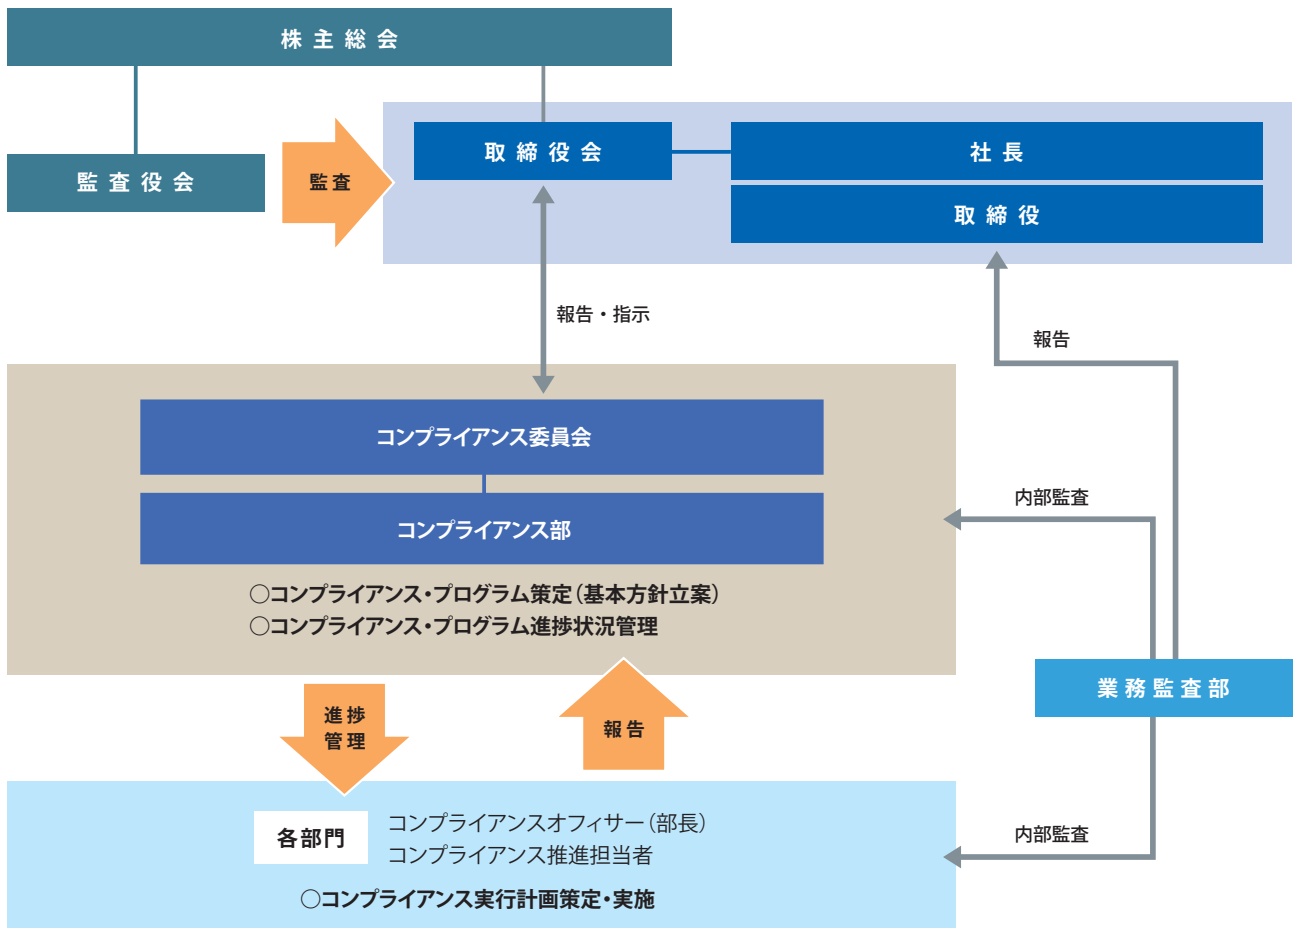 株主総会
監査役会
監査
取締役会
社長
取締役
報告・指示
報告
コンプライアンス委員会
コンプライアンス部
○コンプライアンス・プログラム策定（基本方針立案）
○コンプライアンス・プログラム進捗状況管理
内部監査
業務監査部
進捗
管理
報告
各部門
コンプライアンスオフィサー（部長）
コンプライアンス推進担当者
○コンプライアンス実行計画策定・実施
内部監査